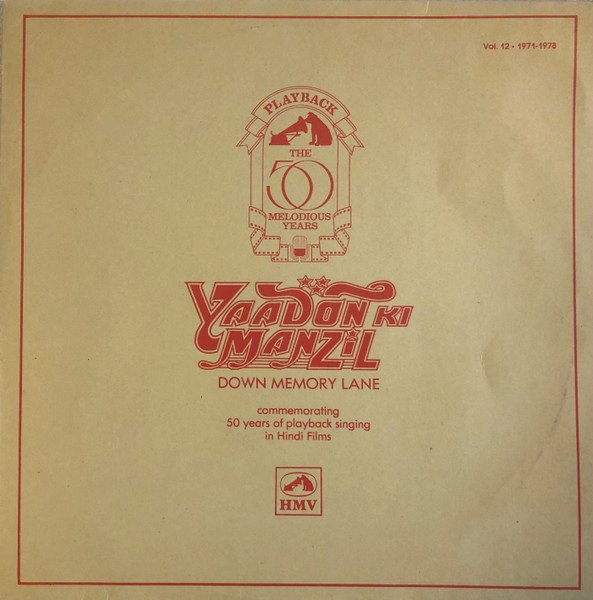 Vol. 12 • 1971-1978
PLAYBACK
THE
50
MELODIOUS
YEARS
YAADON KI
MANZIL
DOWN MEMORY LANE
commemorating
50 years of playback singing
in Hindi Films
HMV